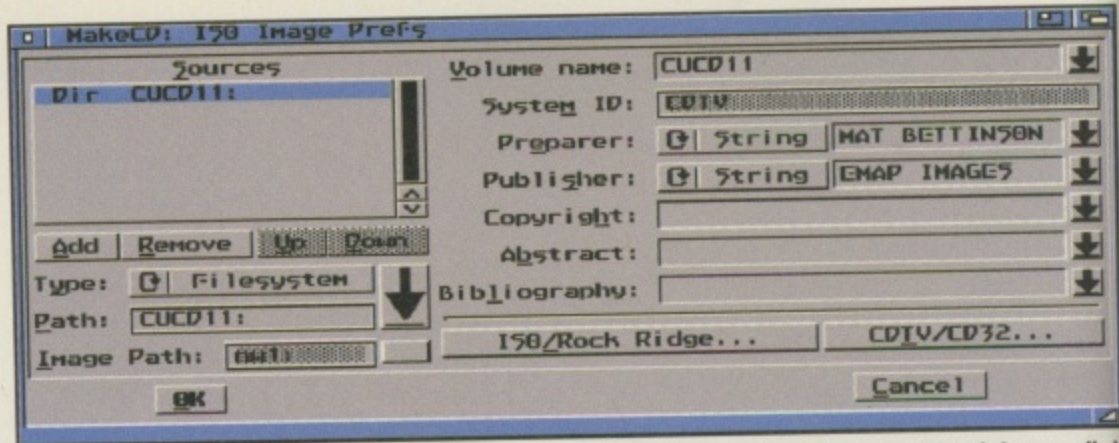 MakeCD: ISO Image Prefs
Sources
Dir CUCD11:
Add Remove Up Down
Type: Filesystem
Path: CUCD11:
Image Path:
OK
Volume name: CUCD11
System ID: CDTV
Preparer: String MAT BETTINSON
Publisher: String EMAP IMAGES
Copyright:
Abstract:
Bibliography:
ISO/Rock Ridge... CDTV/CD32...
Cancel